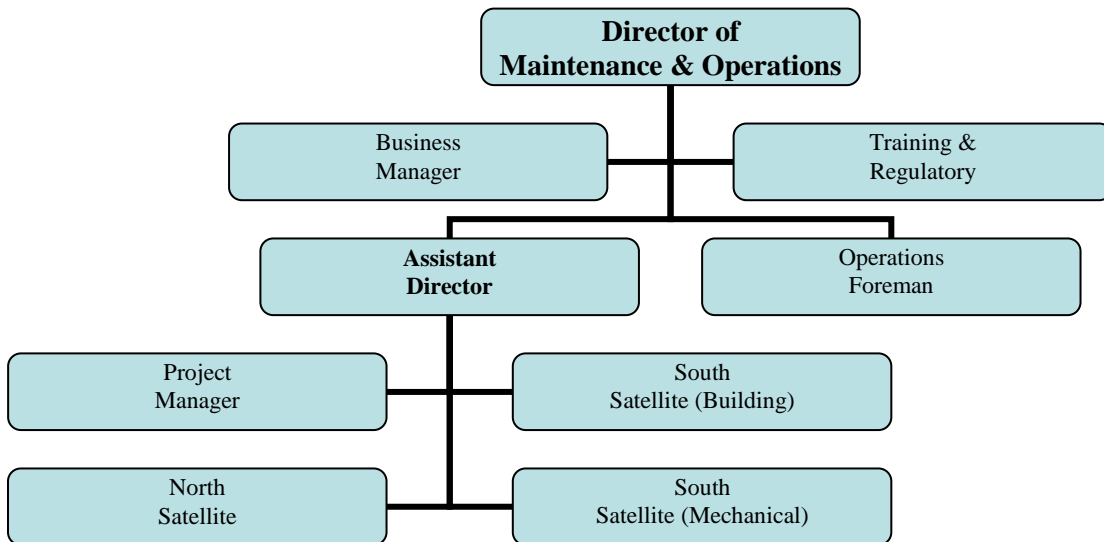 Director of
Maintenance & Operations
Business
Manager
Training &
Regulatory
Assistant
Director
Operations
Foreman
Project
Manager
South
Satellite (Building)
North
Satellite
South
Satellite (Mechanical)